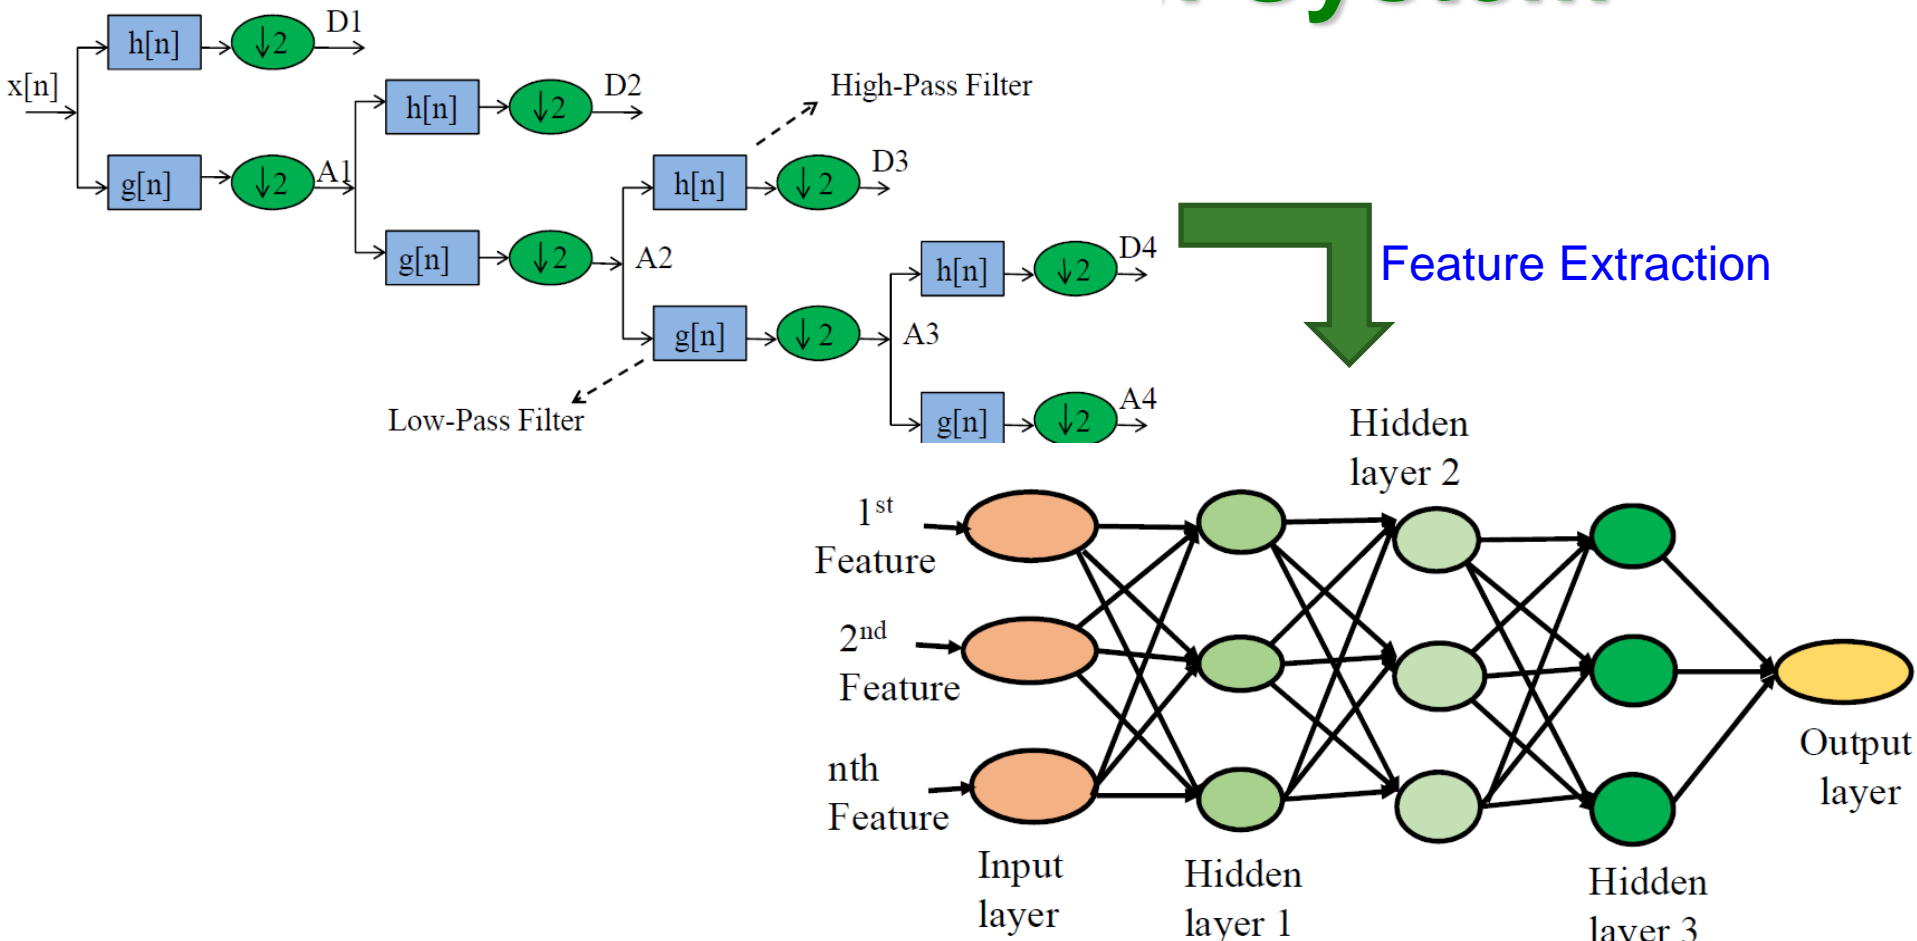 System
D1
h[n]
↓2
x[n]
D2
h[n]
↓2
High-Pass Filter
g[n]
↓2
A1
D3
h[n]
↓2
g[n]
↓2
A2
D4
h[n]
↓2
Feature Extraction
g[n]
↓2
A3
A4
g[n]
↓2
Low-Pass Filter
Hidden
layer 2
1st
Feature
2nd
Feature
nth
Feature
Output
layer
Input
layer
Hidden
layer 1
Hidden
layer 3